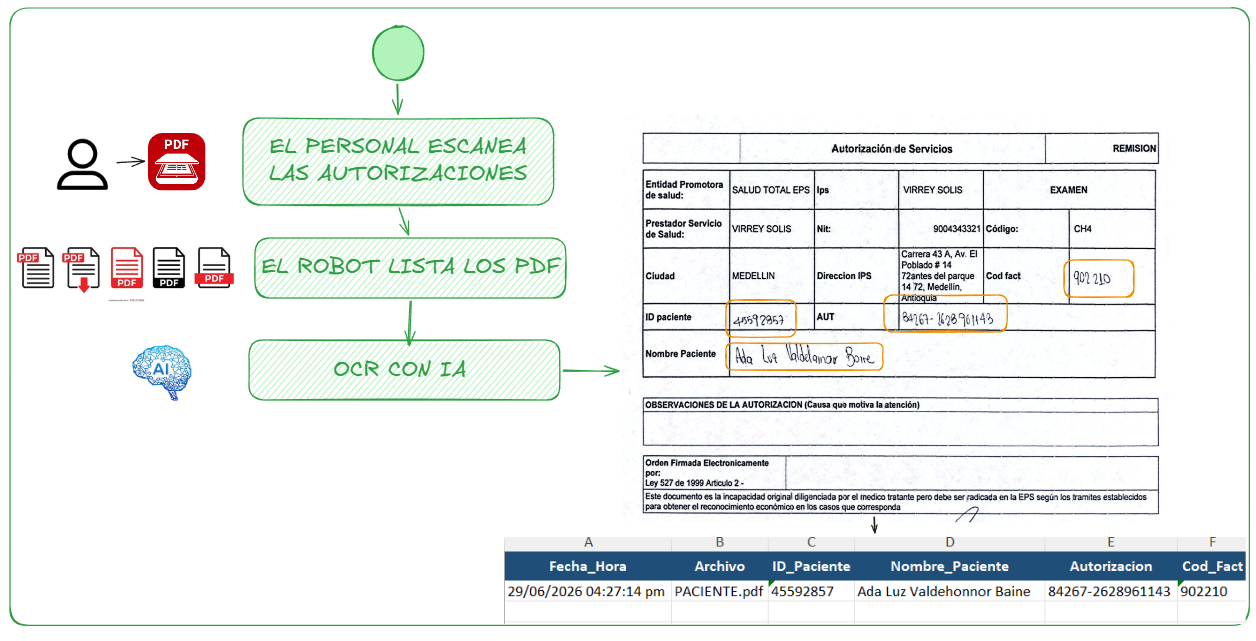 EL PERSONAL ESCANEA
LAS AUTORIZACIONES
PDF
EL ROBOT LISTA LOS PDF
PDF
PDF
PDF
PDF
PDF
AI
OCR CON IA
Autorización de Servicios
REMISION
Entidad Promotora
de salud:
SALUD TOTAL EPS
Ips
VIRREY SOLIS
EXAMEN
Prestador Servicio
de Salud:
VIRREY SOLIS
Nit:
9004343321
Código:
CH4
Ciudad
MEDELLIN
Direccion IPS
Carrera 43 A, Av. El
Poblado # 14
72antes del parque
14 72, Medellín,
Antioquia
Cod fact
902210
ID paciente
45592857
AUT
84267-2628961143
Nombre Paciente
Ada Luz Valdelamar Baine
OBSERVACIONES DE LA AUTORIZACION (Causa que motiva la atención)
Orden Firmada Electronicamente
por:
Ley 527 de 1999 Articulo 2 -
Este documento es la incapacidad original diligenciada por el medico tratante pero debe ser radicada en la EPS según los tramites establecidos
para obtener el reconocimiento económico en los casos que corresponda
A B C D E F
Fecha_Hora Archivo ID_Paciente Nombre_Paciente Autorizacion Cod_Fact
29/06/2026 04:27:14 pm PACIENTE.pdf 45592857 Ada Luz Valdehonnor Baine 84267-2628961143 902210